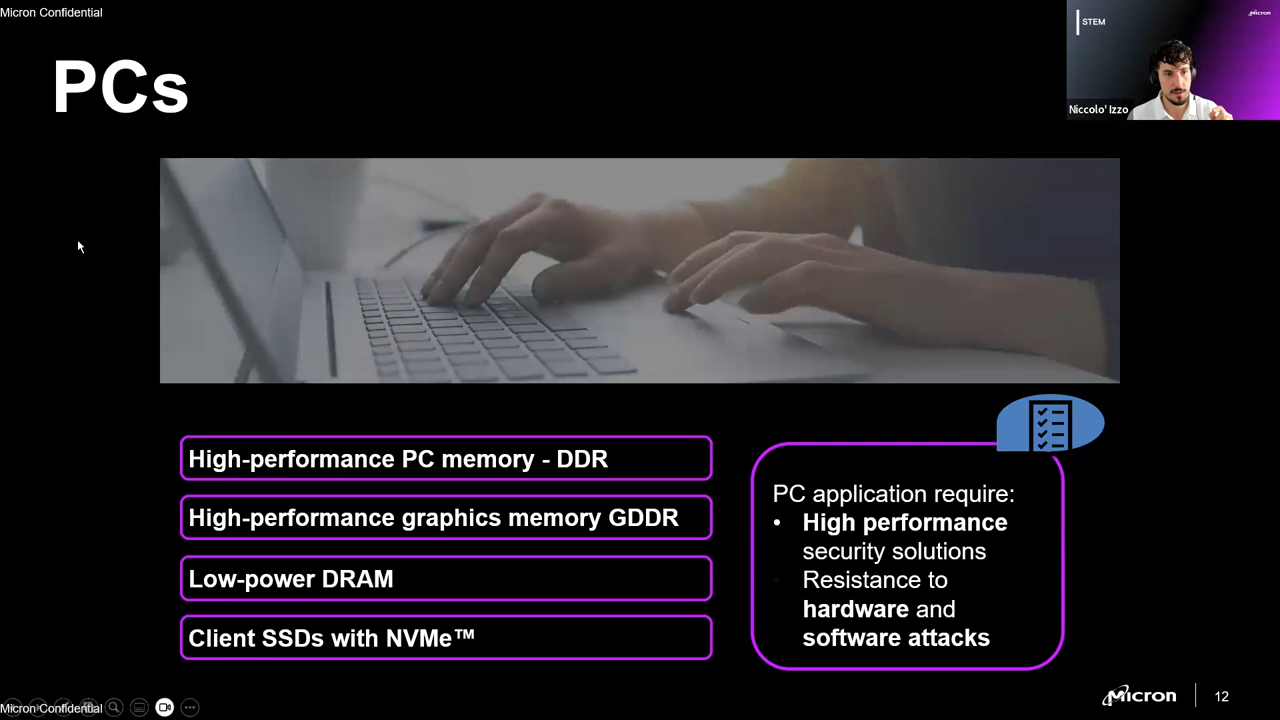 Micron Confidential
PCs
Micron
STEM
Niccolo' Izzo
High-performance PC memory - DDR
High-performance graphics memory GDDR
Low-power DRAM
Client SSDs with NVMe™
PC application require:
• High performance
security solutions
• Resistance to
hardware and
software attacks
Micron Confidential
Micron
12